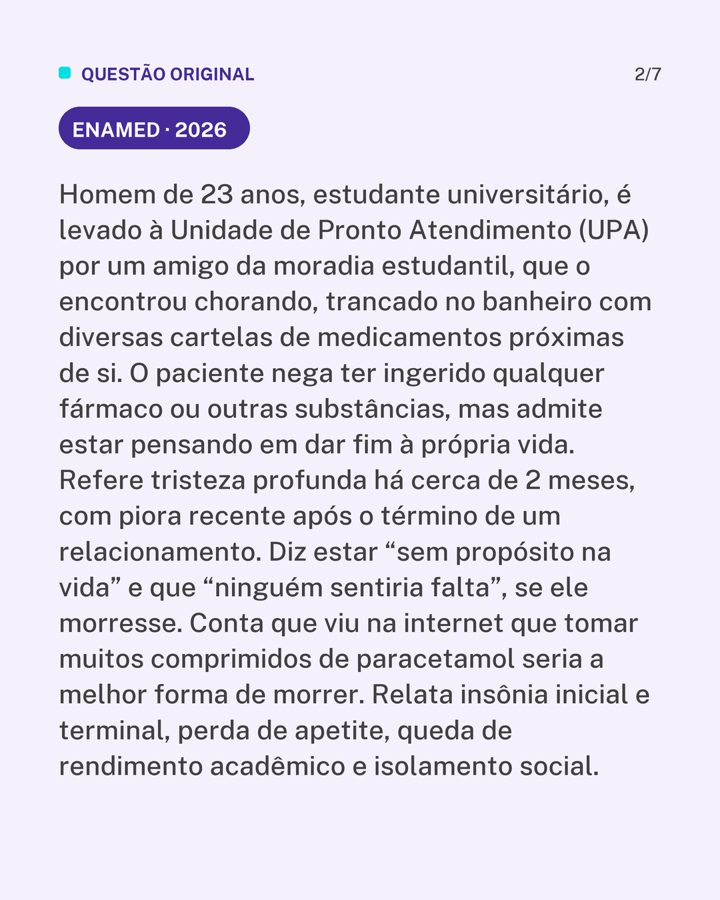 QUESTÃO ORIGINAL
2/7
ENAMED · 2026
Homem de 23 anos, estudante universitário, é
levado à Unidade de Pronto Atendimento (UPA)
por um amigo da moradia estudantil, que o
encontrou chorando, trancado no banheiro com
diversas cartelas de medicamentos próximas
de si. O paciente nega ter ingerido qualquer
fármaco ou outras substâncias, mas admite
estar pensando em dar fim à própria vida.
Refere tristeza profunda há cerca de 2 meses,
com piora recente após o término de um
relacionamento. Diz estar “sem propósito na
vida” e que “ninguém sentiria falta”, se ele
morresse. Conta que viu na internet que tomar
muitos comprimidos de paracetamol seria a
melhor forma de morrer. Relata insônia inicial e
terminal, perda de apetite, queda de
rendimento acadêmico e isolamento social.